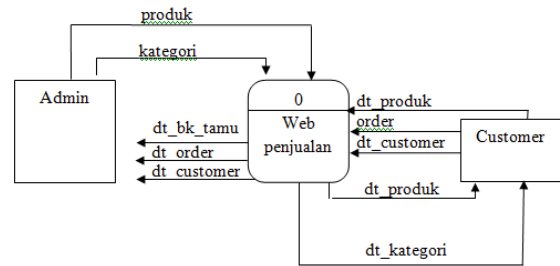 produk
kategori
Admin
0
Web
penjualan
dt_produk
order
dt_customer
Customer
dt_bk_tamu
dt_order
dt_customer
dt_produk
dt_kategori